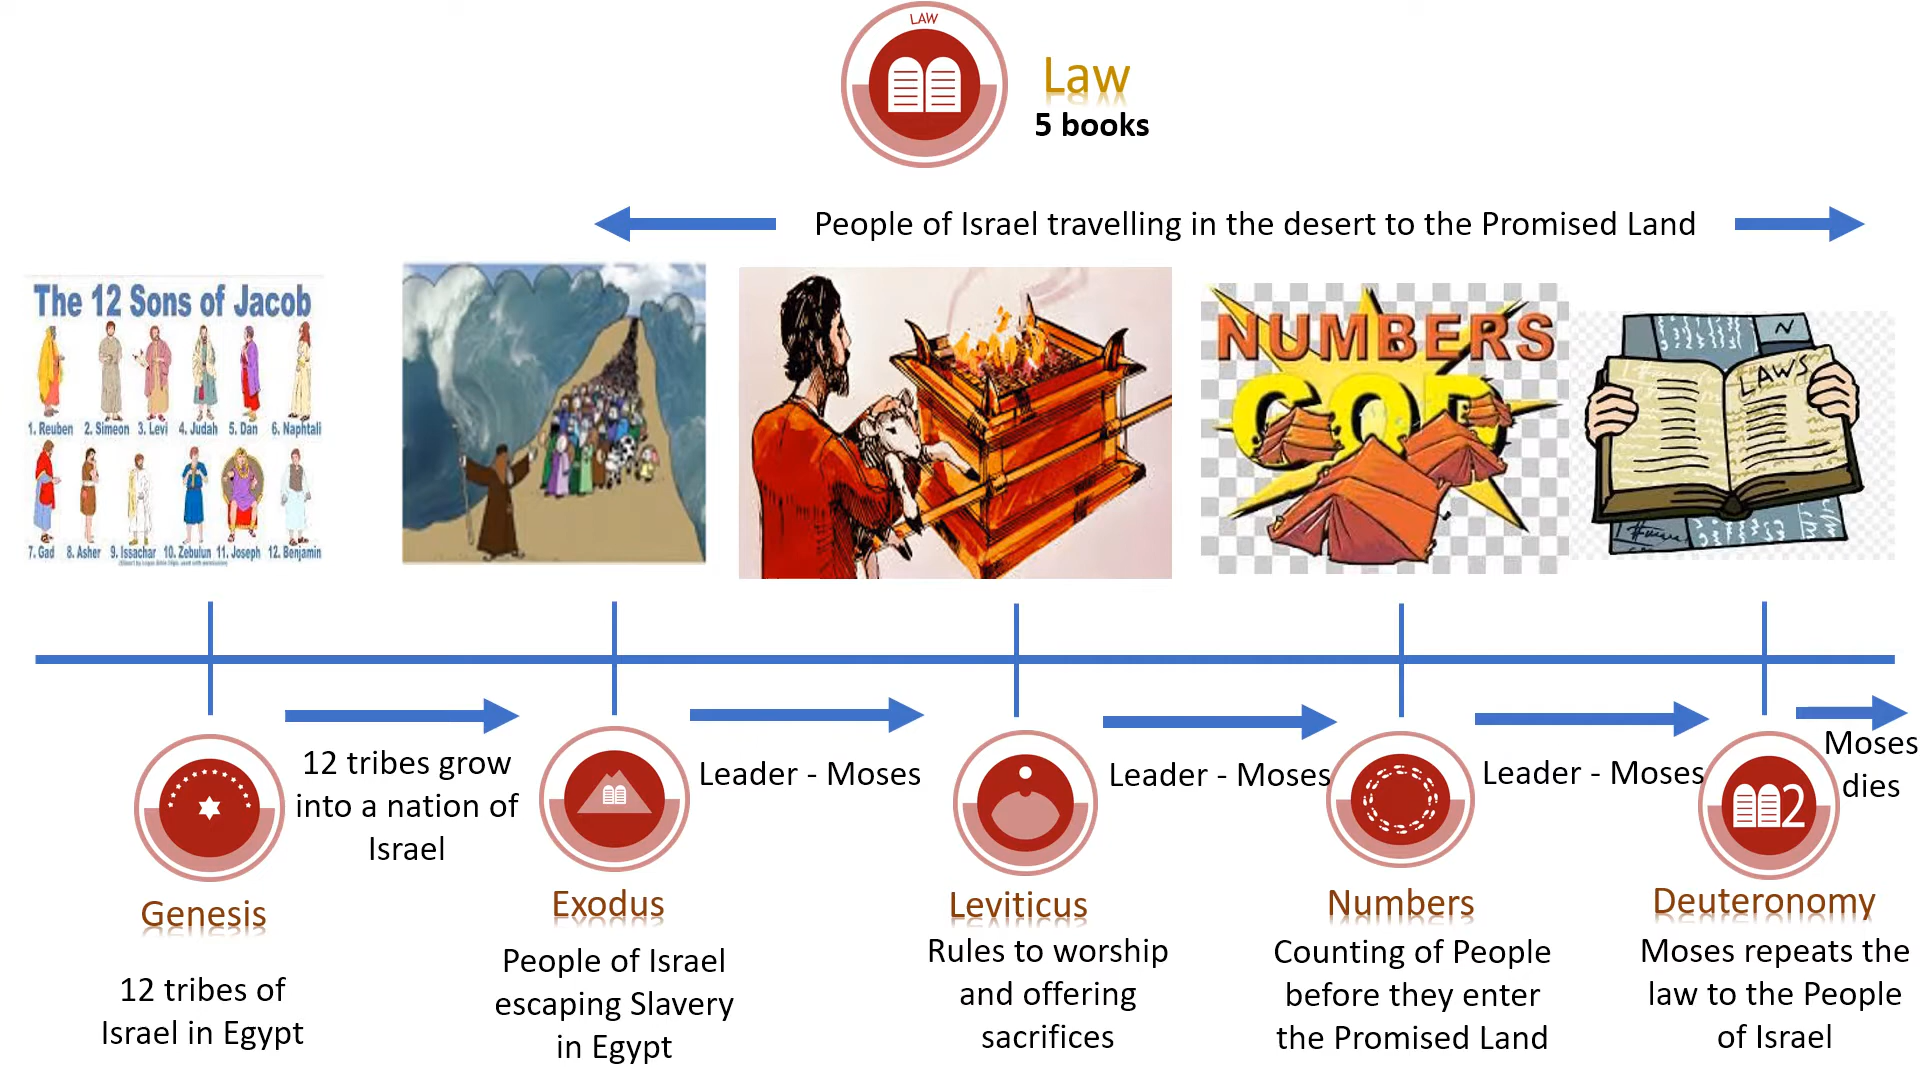 LAW
Law
5 books
People of Israel travelling in the desert to the Promised Land
The 12 Sons of Jacob
1. Reuben 2. Simeon 3. Levi 4. Judah 5. Dan 6. Naphtali
7. Gad 8. Asher 9. Issachar 10. Zebulun 11. Joseph 12. Benjamin
NUMBERS
GOD
N
LAWS
12 tribes grow
into a nation of
Israel
Leader - Moses
Leader - Moses
Leader - Moses
Moses
dies
2
Genesis
12 tribes of
Israel in Egypt
Exodus
People of Israel
escaping Slavery
in Egypt
Leviticus
Rules to worship
and offering
sacrifices
Numbers
Counting of People
before they enter
the Promised Land
Deuteronomy
Moses repeats the
law to the People
of Israel